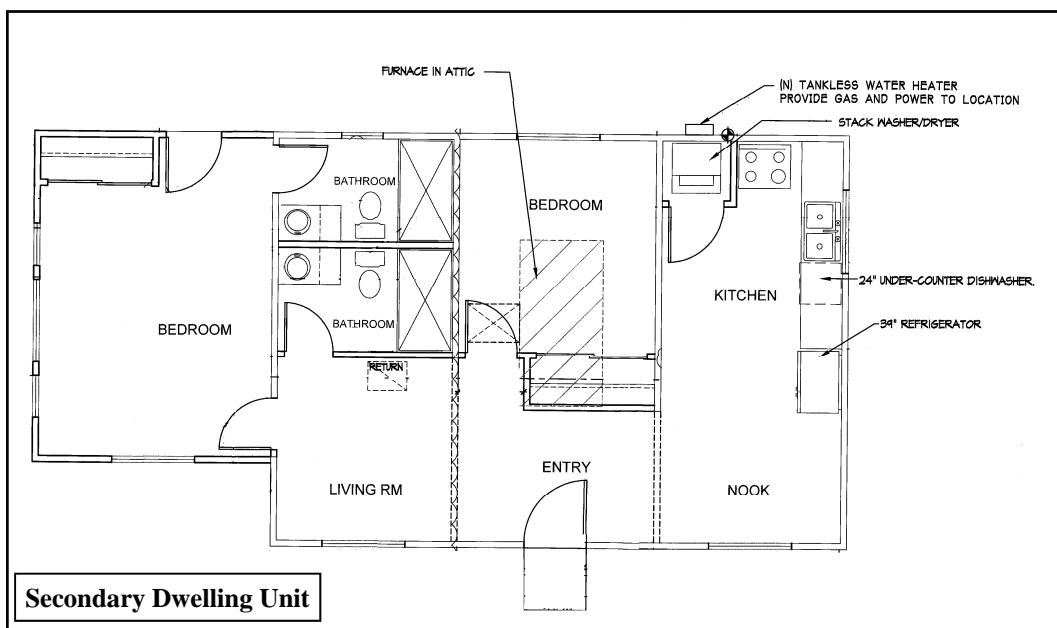 FURNACE IN ATTIC
(N) TANKLESS WATER HEATER
PROVIDE GAS AND POWER TO LOCATION
STACK WASHER/DRYER
BATHROOM
BEDROOM
24" UNDER-COUNTER DISHWASHER.
KITCHEN
BEDROOM
BATHROOM
39" REFRIGERATOR
RETURN
ENTRY
LIVING RM
NOOK
Secondary Dwelling Unit